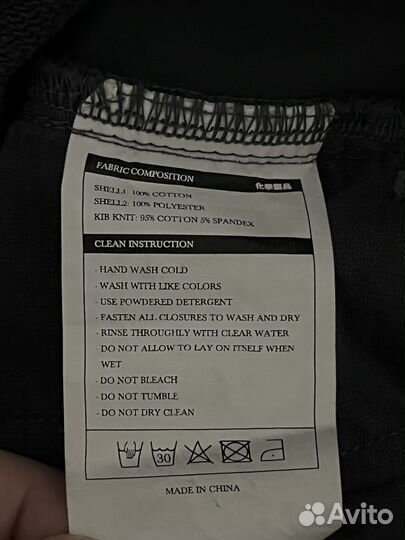 FABRIC COMPOSITION
SHELL1: 100% COTTON
SHELL2: 100% POLYESTER
KIB KNIT: 95% COTTON 5% SPANDEX
CLEAN INSTRUCTION
- HAND WASH COLD
- WASH WITH LIKE COLORS
- USE POWDERED DETERGENT
- FASTEN ALL CLOSURES TO WASH AND DRY
- RINSE THROUGHLY WITH CLEAR WATER
- DO NOT ALLOW TO LAY ON ITSELF WHEN
WET
- DO NOT BLEACH
- DO NOT TUMBLE
- DO NOT DRY CLEAN
30
MADE IN CHINA
Avito